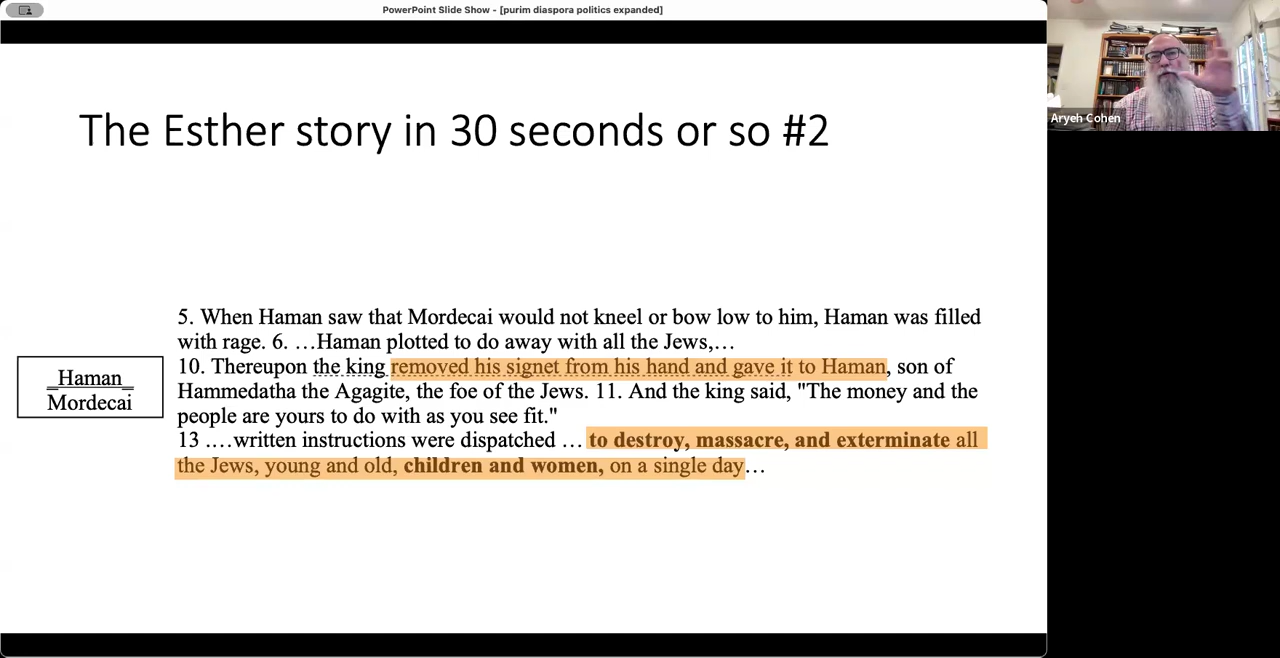 PowerPoint Slide Show - [purim diaspora politics expanded]
Aryeh Cohen
The Esther story in 30 seconds or so #2
Haman
Mordecai
5. When Haman saw that Mordecai would not kneel or bow low to him, Haman was filled
with rage. 6. …Haman plotted to do away with all the Jews,…
10. Thereupon the king removed his signet from his hand and gave it to Haman, son of
Hammedatha the Agagite, the foe of the Jews. 11. And the king said, "The money and the
people are yours to do with as you see fit."
13 ….written instructions were dispatched … to destroy, massacre, and exterminate all
the Jews, young and old, children and women, on a single day…